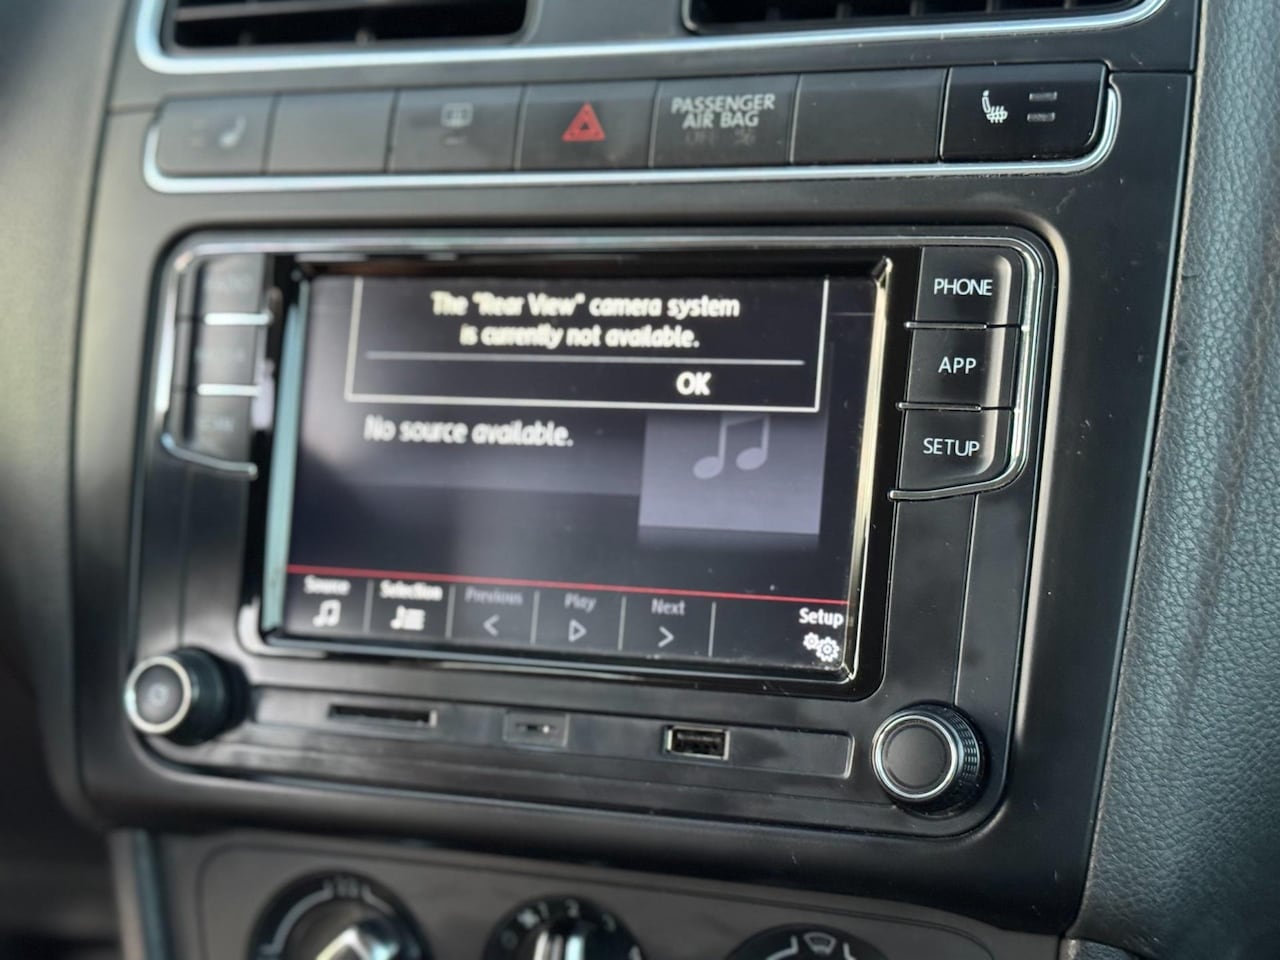 PASSENGER
AIR BAG
OFF
The "Rear View" camera system
is currently not available.
OK
No source available.
PHONE
APP
SETUP
Source
Selection
Previous
Play
Next
Setup